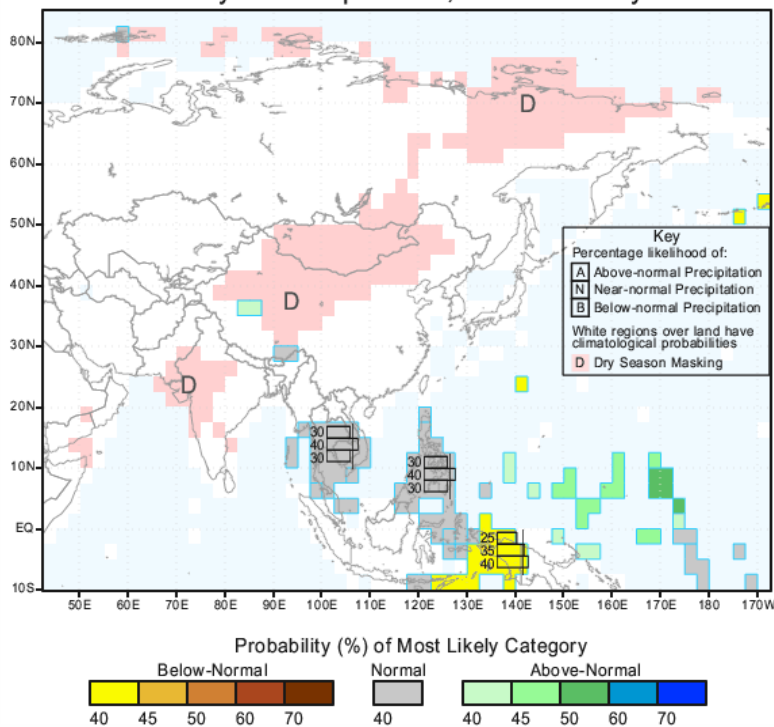 80N
70N
60N
50N
40N
30N
20N
10N
EQ
10S
50E
60E
70E
80E
90E
100E
110E
120E
130E
140E
150E
160E
170E
180
170W
D
D
D
30
40
30
30
40
30
25
35
40
Key
Percentage likelihood of:
A Above-normal Precipitation
N Near-normal Precipitation
B Below-normal Precipitation
White regions over land have
climatological probabilities
D Dry Season Masking
Probability (%) of Most Likely Category
Below-Normal Normal Above-Normal
40 45 50 60 70 40 40 45 50 60 70